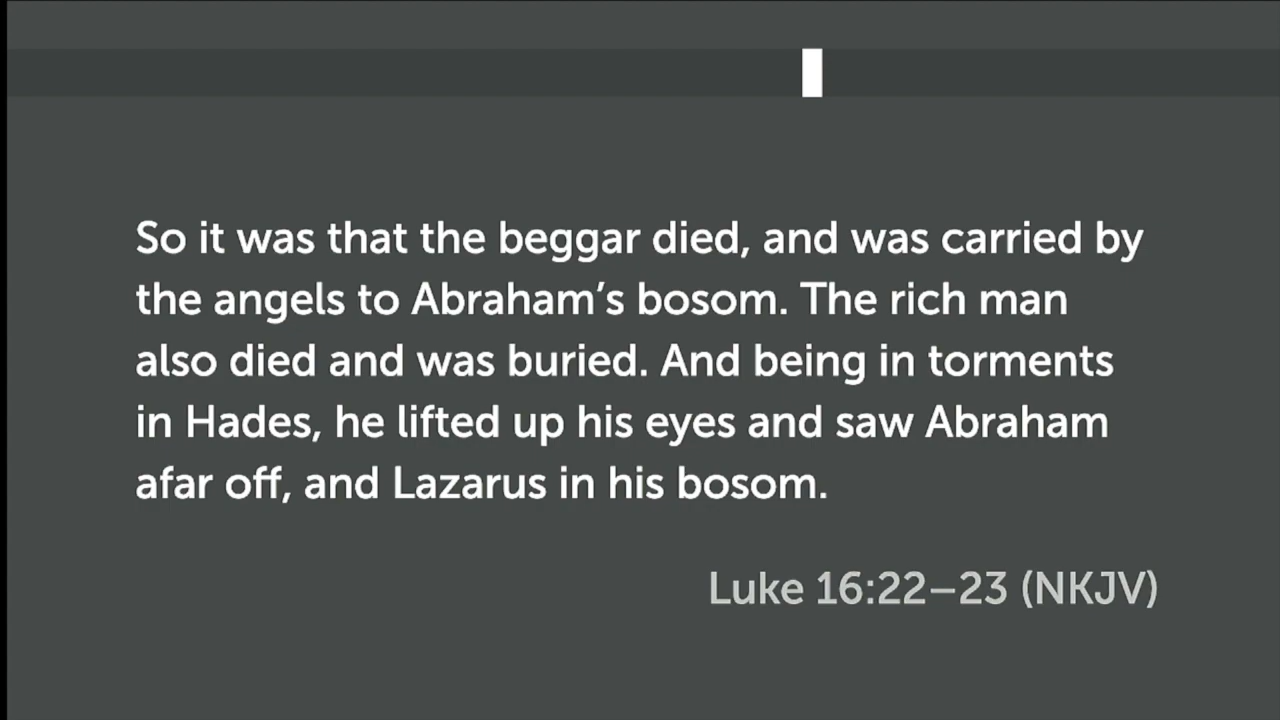 So it was that the beggar died, and was carried by
the angels to Abraham’s bosom. The rich man
also died and was buried. And being in torments
in Hades, he lifted up his eyes and saw Abraham
afar off, and Lazarus in his bosom.
Luke 16:22–23 (NKJV)